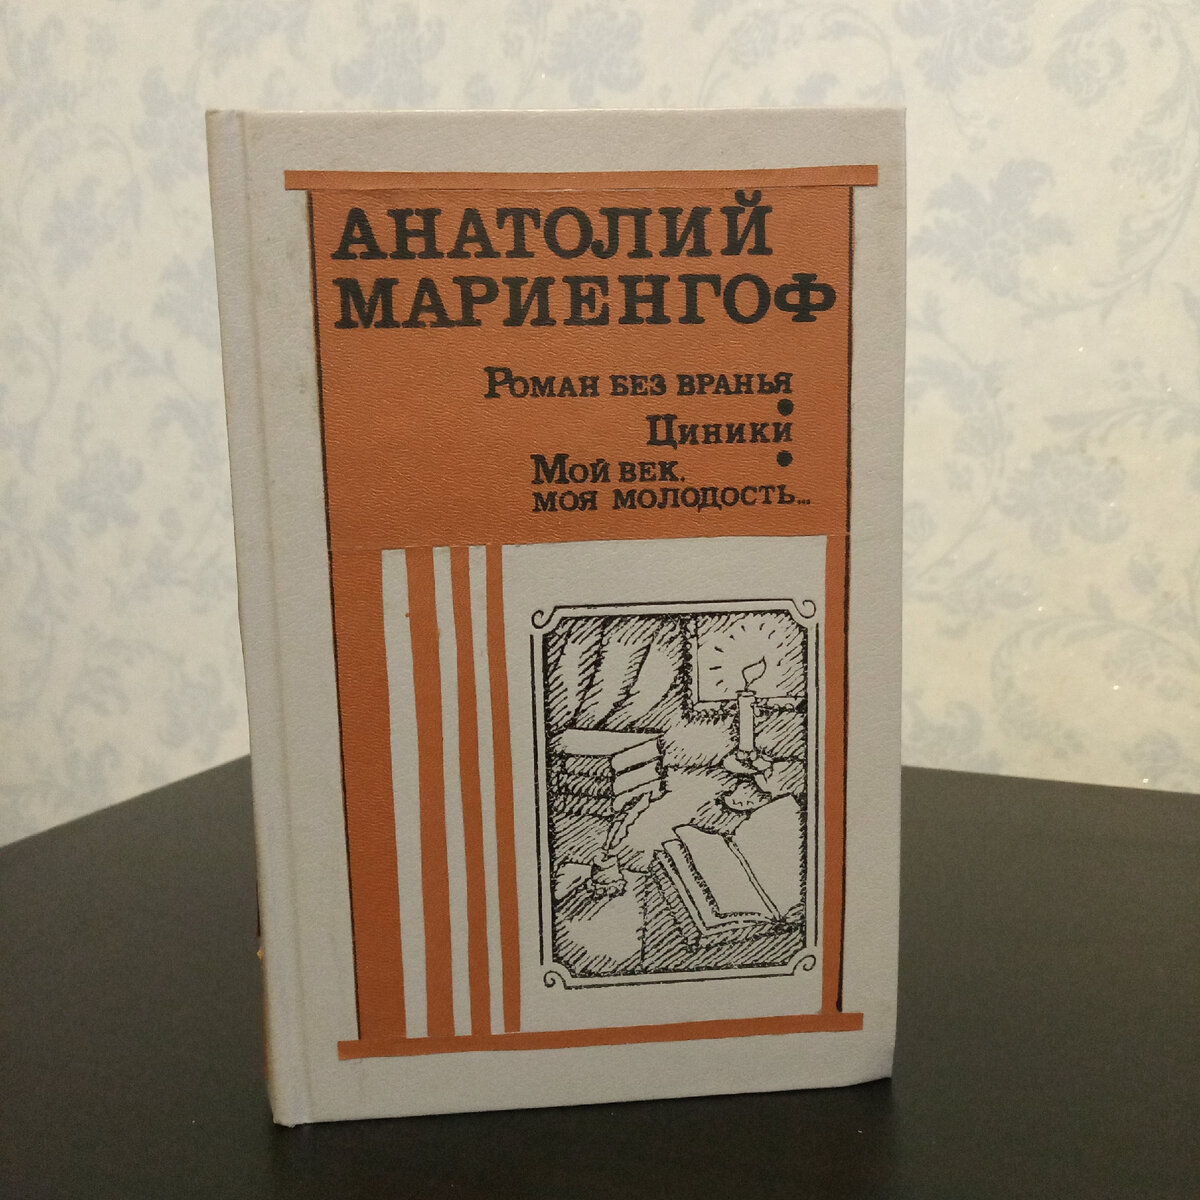 АНАТОЛИЙ
МАРИЕНГОФ
РОМАН БЕЗ ВРАНЬЯ
•
ЦИНИКИ
•
МОЙ ВЕК,
МОЯ МОЛОДОСТЬ...